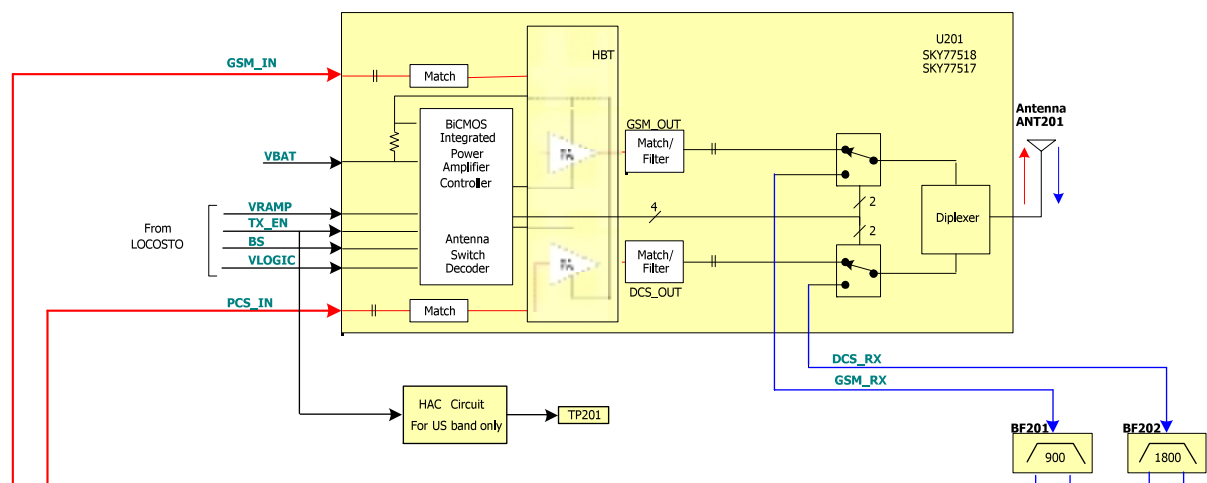 GSM_IN
Match
HBT
U201
SKY77518
SKY77517
Antenna
ANT201
BiCMOS
Integrated
Power
Amplifier
Controller
GSM_OUT
Match/
Filter
VBAT
VRAMP
TX_EN
BS
VLOGIC
From
LOCOSTO
Antenna
Switch
Decoder
4
2
2
Diplexer
Match/
Filter
DCS_OUT
PCS_IN
Match
DCS_RX
GSM_RX
HAC Circuit
For US band only
TP201
BF201
900
BF202
1800